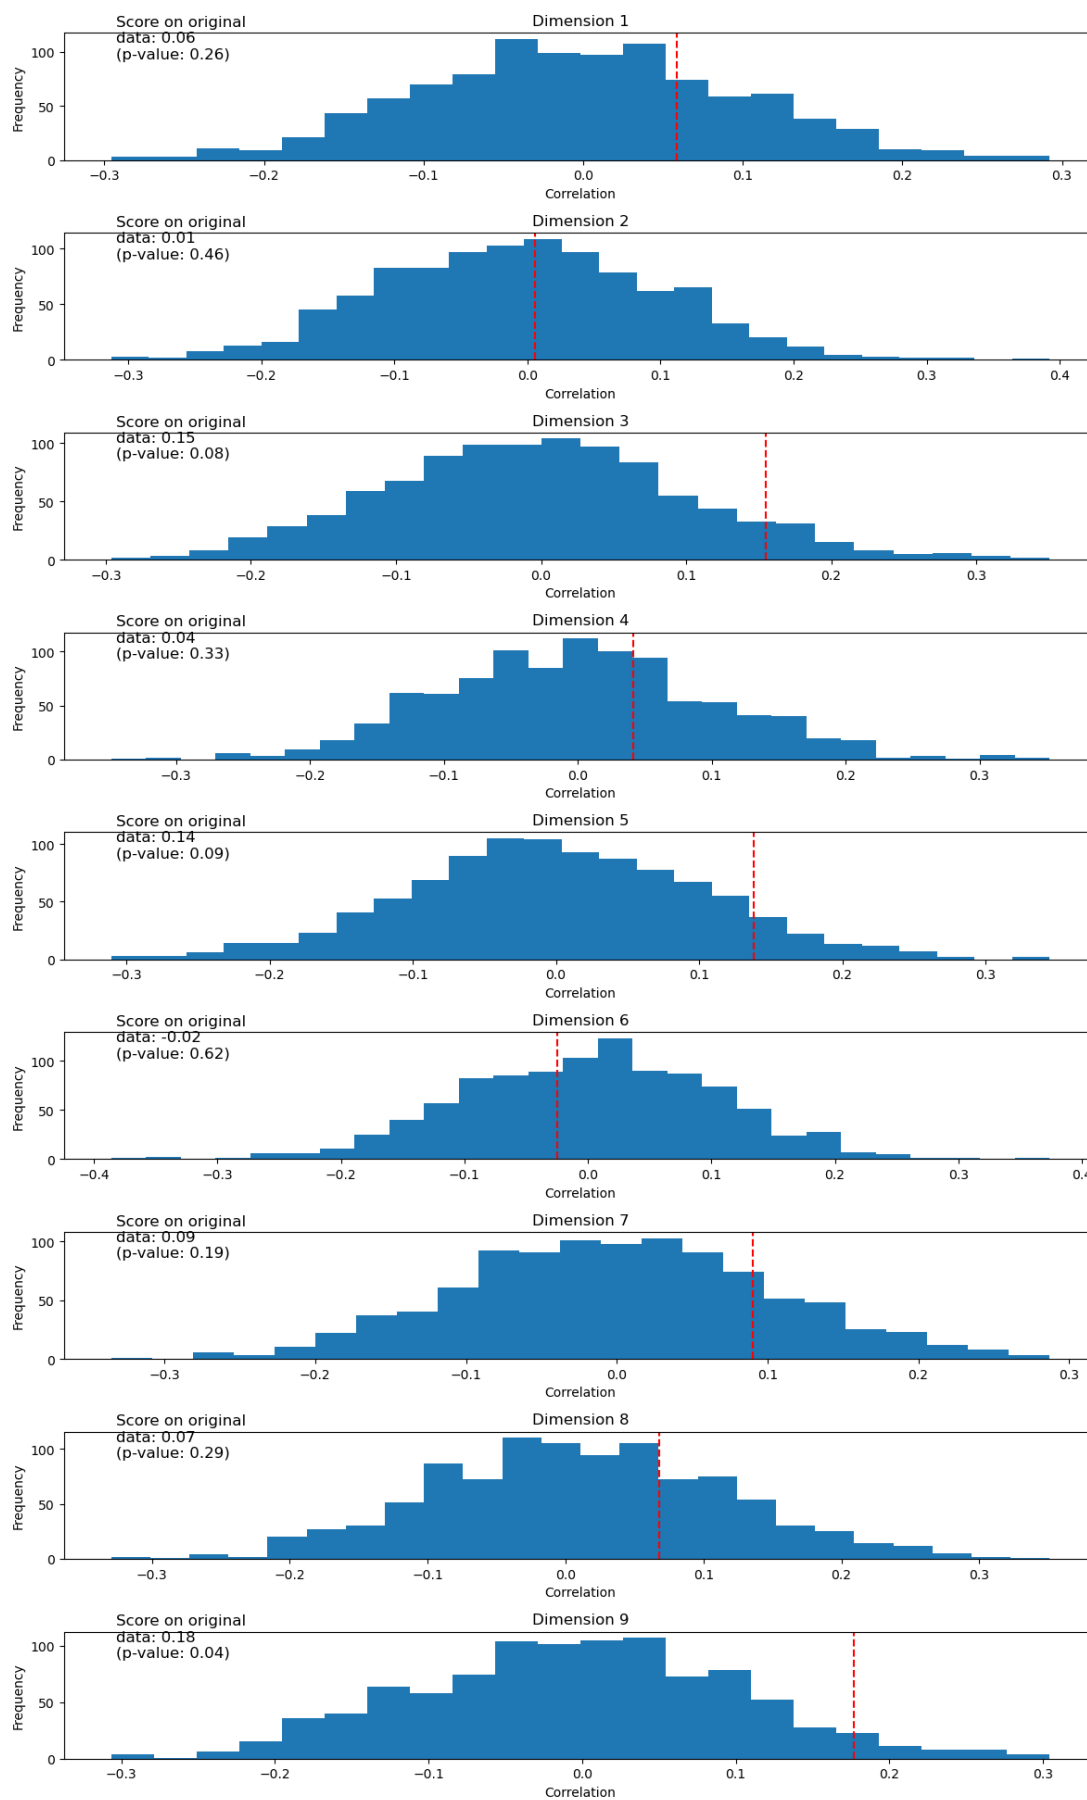 Score on original
data: 0.06
(p-value: 0.26)
Dimension 1
Frequency
100
50
0
−0.3 −0.2 −0.1 0.0 0.1 0.2 0.3
Correlation
Score on original
data: 0.01
(p-value: 0.46)
Dimension 2
Frequency
100
50
0
−0.3 −0.2 −0.1 0.0 0.1 0.2 0.3 0.4
Correlation
Score on original
data: 0.15
(p-value: 0.08)
Dimension 3
Frequency
100
50
0
−0.3 −0.2 −0.1 0.0 0.1 0.2 0.3
Correlation
Score on original
data: 0.04
(p-value: 0.33)
Dimension 4
Frequency
100
50
0
−0.3 −0.2 −0.1 0.0 0.1 0.2 0.3
Correlation
Score on original
data: 0.14
(p-value: 0.09)
Dimension 5
Frequency
100
50
0
−0.3 −0.2 −0.1 0.0 0.1 0.2 0.3
Correlation
Score on original
data: -0.02
(p-value: 0.62)
Dimension 6
Frequency
100
50
0
−0.4 −0.3 −0.2 −0.1 0.0 0.1 0.2 0.3 0.4
Correlation
Score on original
data: 0.09
(p-value: 0.19)
Dimension 7
Frequency
100
50
0
−0.3 −0.2 −0.1 0.0 0.1 0.2 0.3
Correlation
Score on original
data: 0.07
(p-value: 0.29)
Dimension 8
Frequency
100
50
0
−0.3 −0.2 −0.1 0.0 0.1 0.2 0.3
Correlation
Score on original
data: 0.18
(p-value: 0.04)
Dimension 9
Frequency
100
50
0
−0.3 −0.2 −0.1 0.0 0.1 0.2 0.3
Correlation